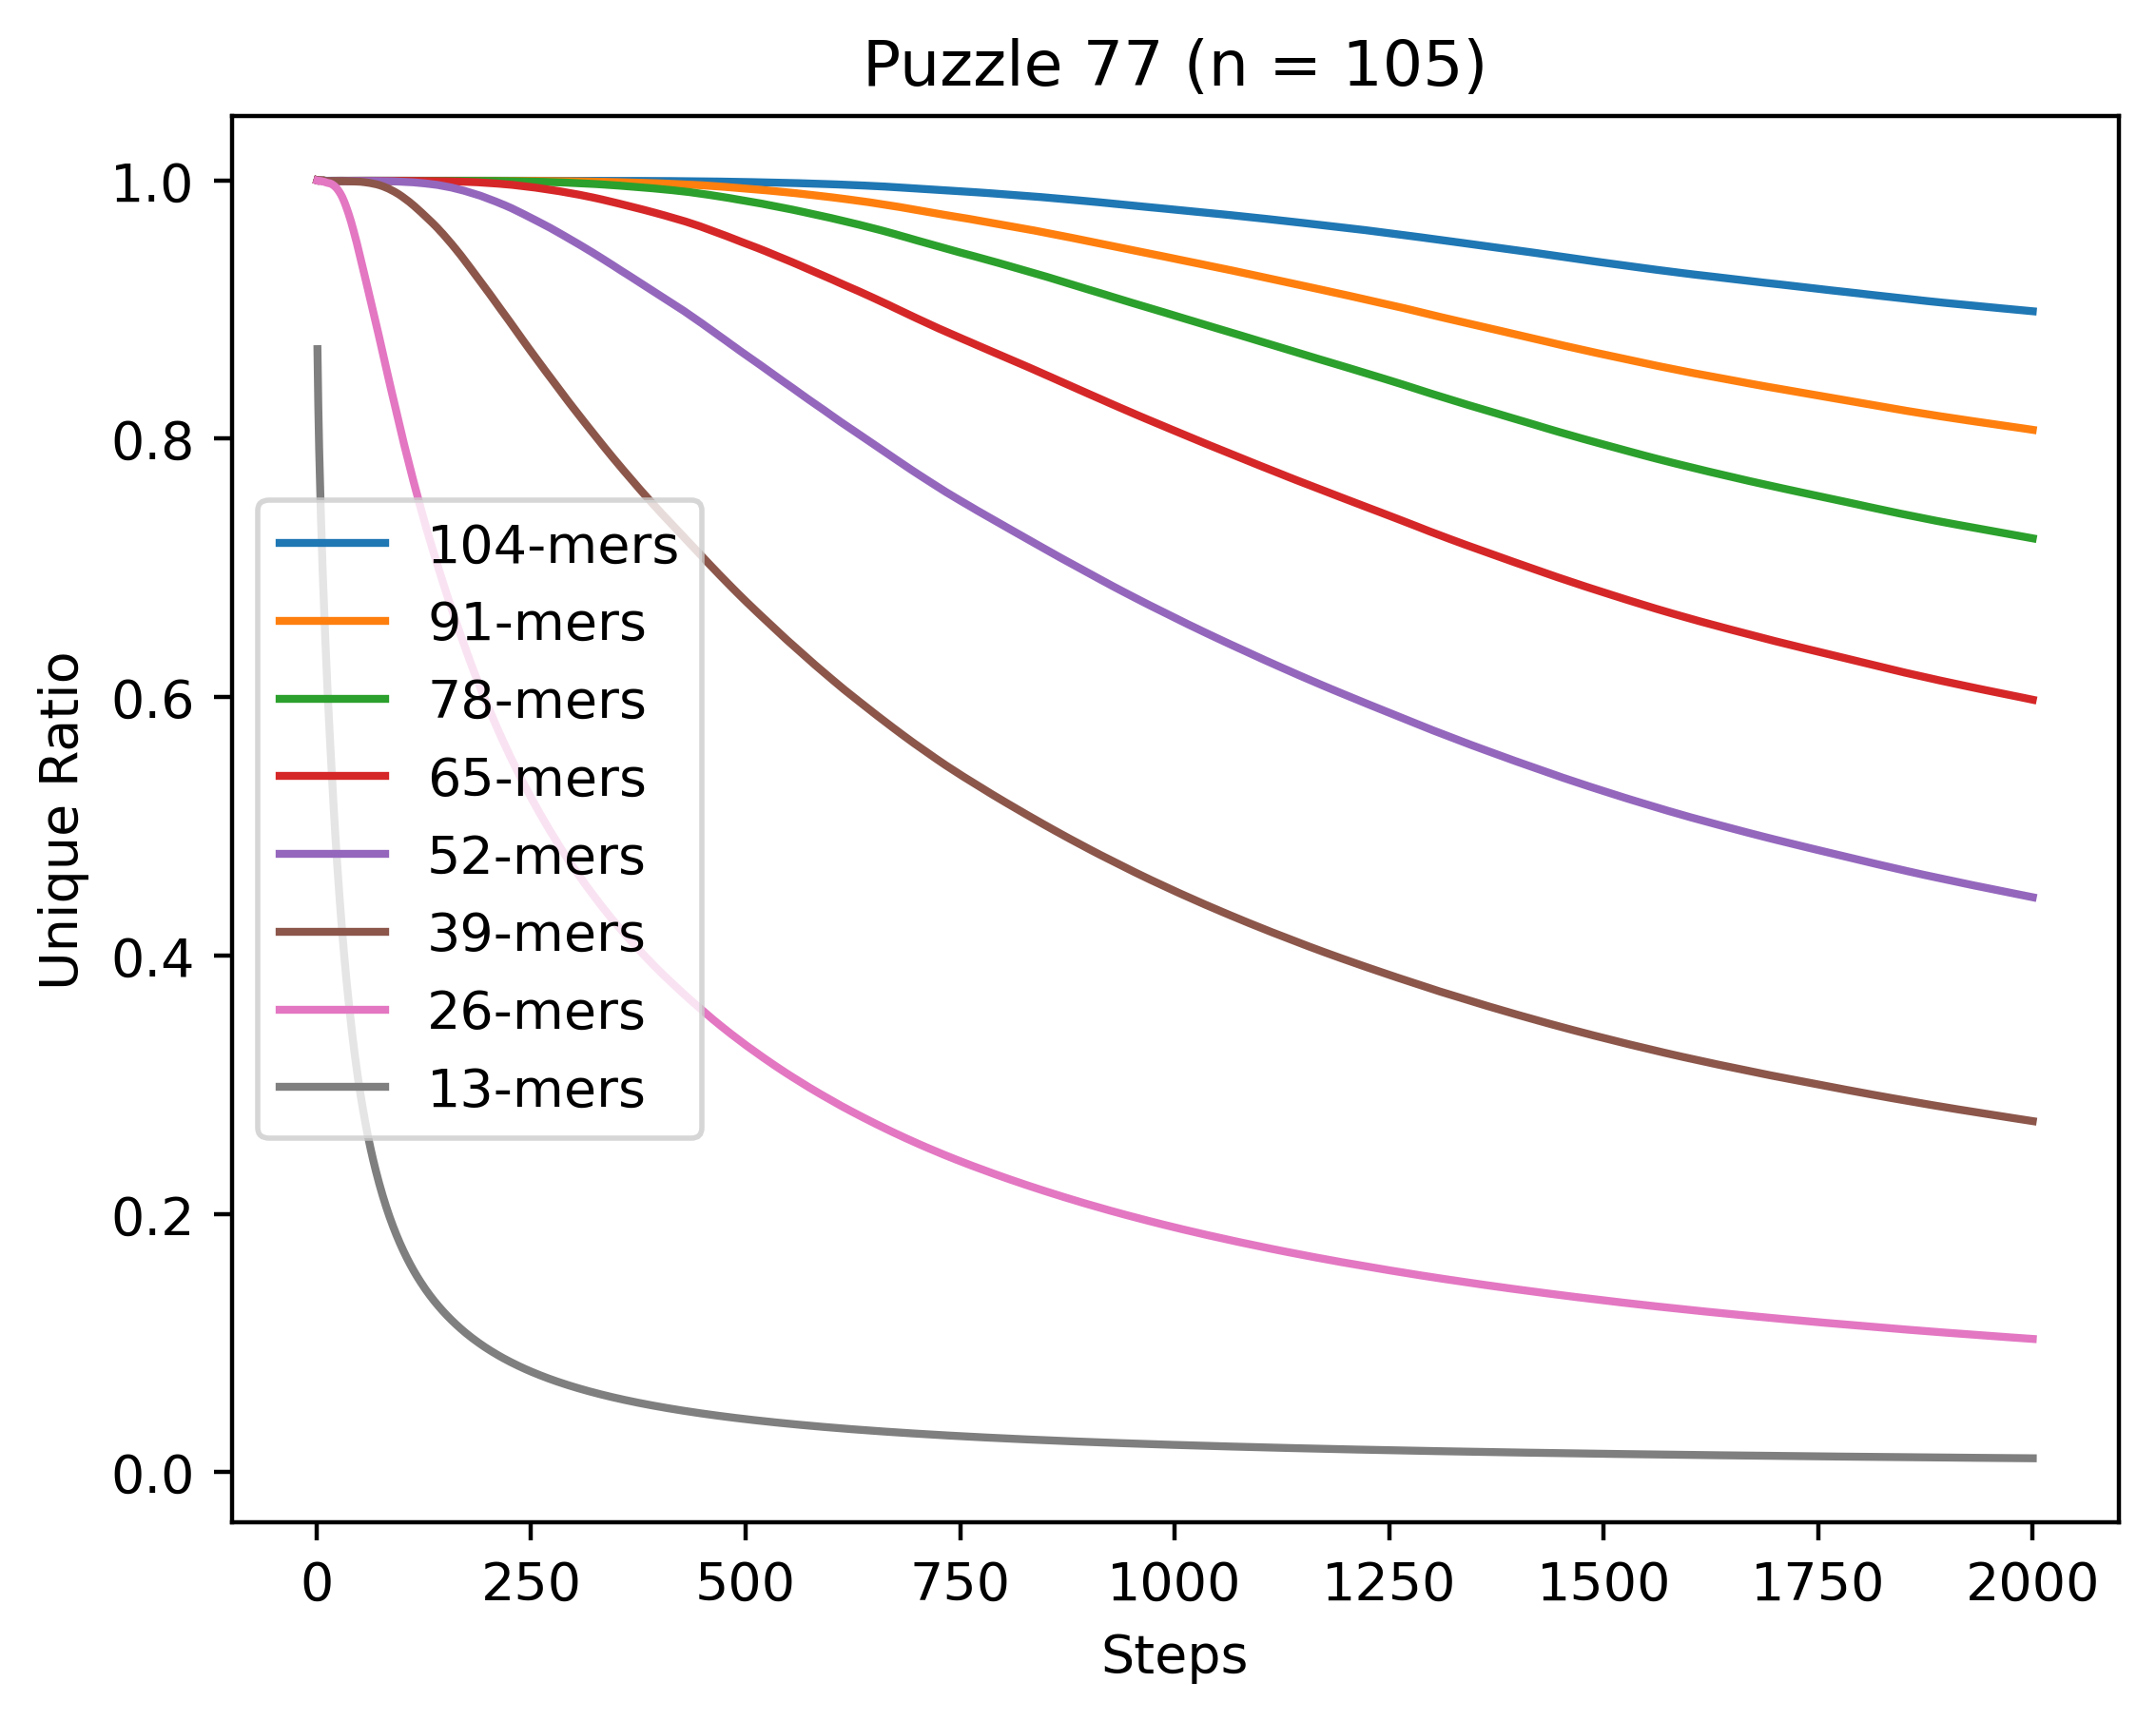 Puzzle 77 (n = 105)
1.0
0.8
0.6
0.4
0.2
0.0
Unique Ratio
104-mers
91-mers
78-mers
65-mers
52-mers
39-mers
26-mers
13-mers
0 250 500 750 1000 1250 1500 1750 2000
Steps